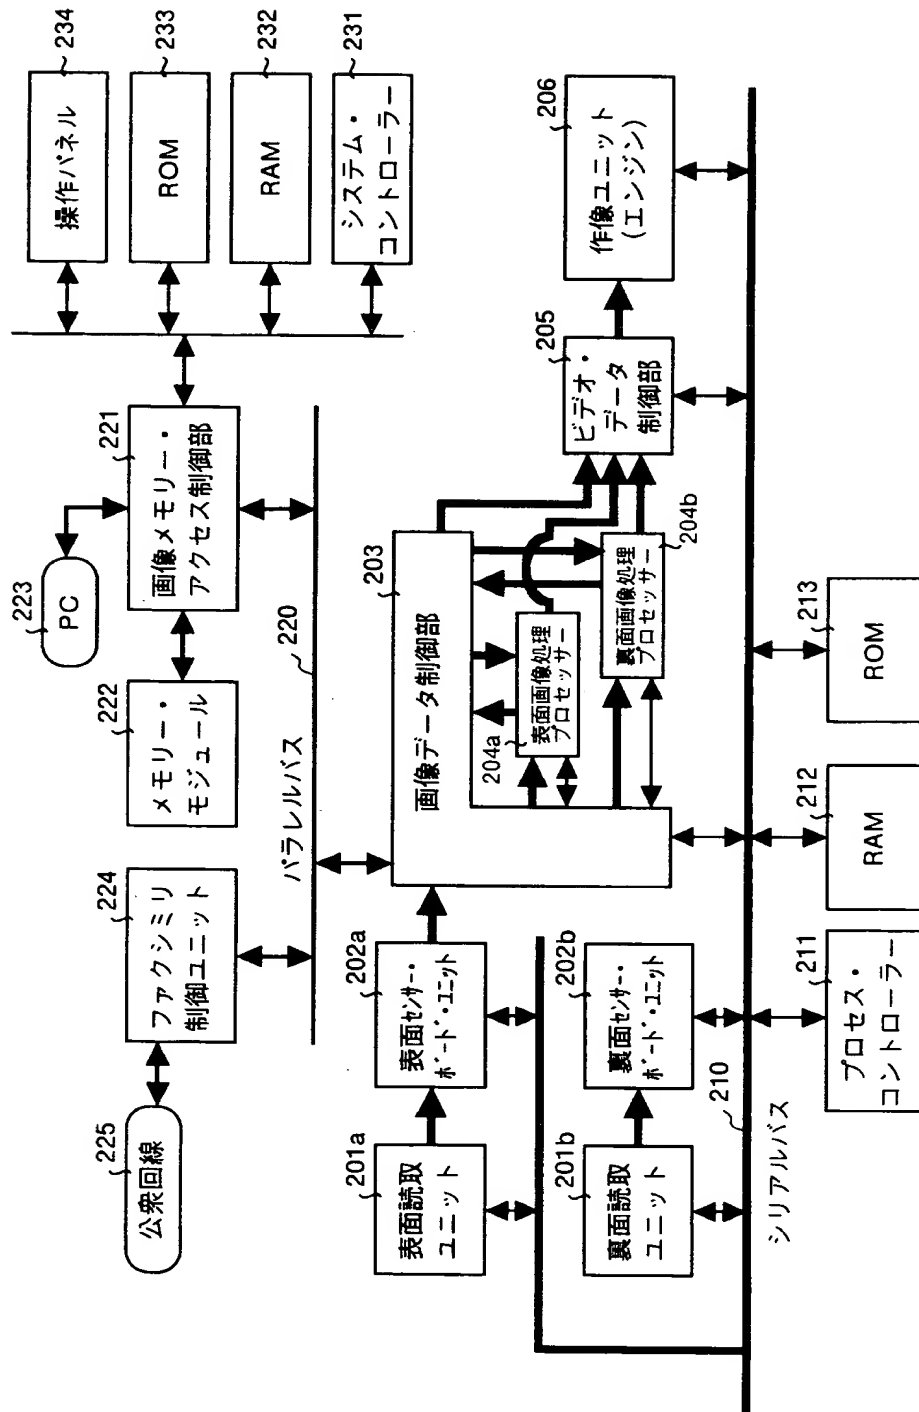 225
公衆回線
224
ファクシミリ
制御ユニット
222
メモリー・
モジュール
223
PC
221
画像メモリー・
アクセス制御部
234
操作パネル
233
ROM
232
RAM
231
システム・
コントローラー
パラレルバス
220
201a
表面読取
ユニット
202a
表面センサー・
ボード・ユニット
203
画像データ制御部
204a
表面画像処理
プロセッサー
204b
裏面画像処理
プロセッサー
205
ビデオ・
データ
制御部
206
作像ユニット
(エンジン)
201b
裏面読取
ユニット
202b
裏面センサー・
ボード・ユニット
210
シリアルバス
211
プロセス・
コントローラー
212
RAM
213
ROM